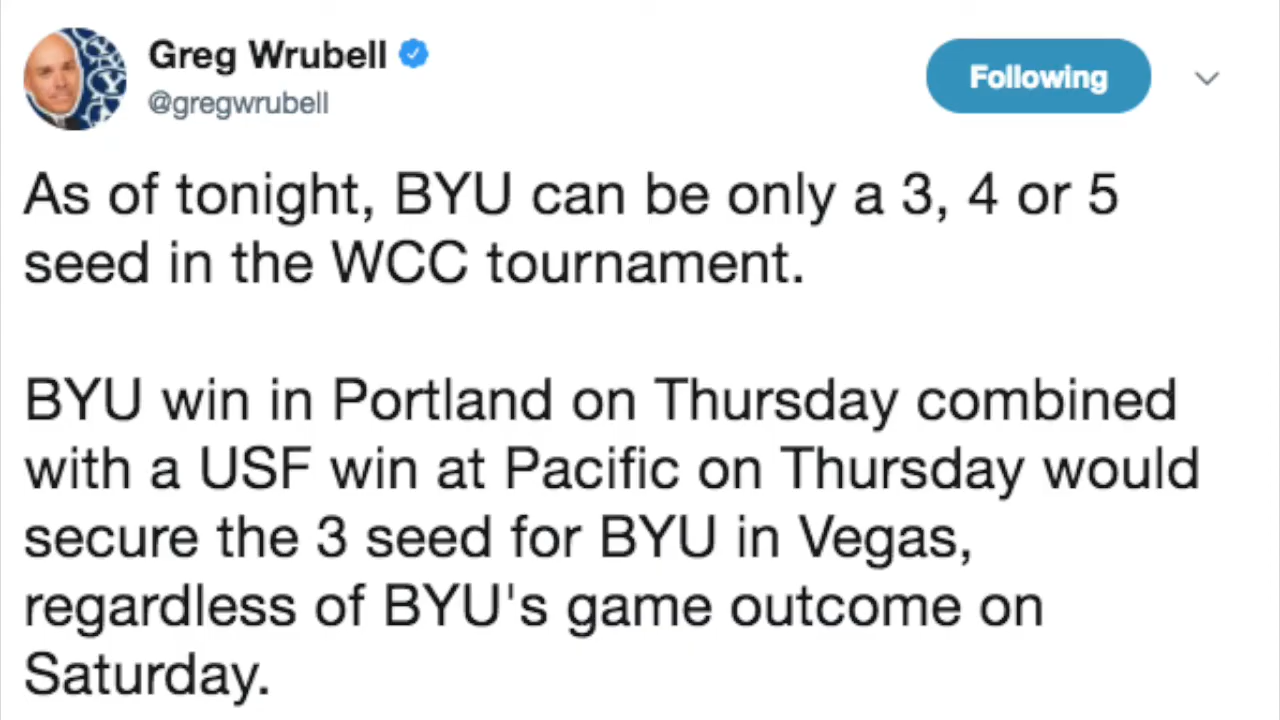 Greg Wrubell
@gregwrubell
Following
As of tonight, BYU can be only a 3, 4 or 5
seed in the WCC tournament.
BYU win in Portland on Thursday combined
with a USF win at Pacific on Thursday would
secure the 3 seed for BYU in Vegas,
regardless of BYU's game outcome on
Saturday.